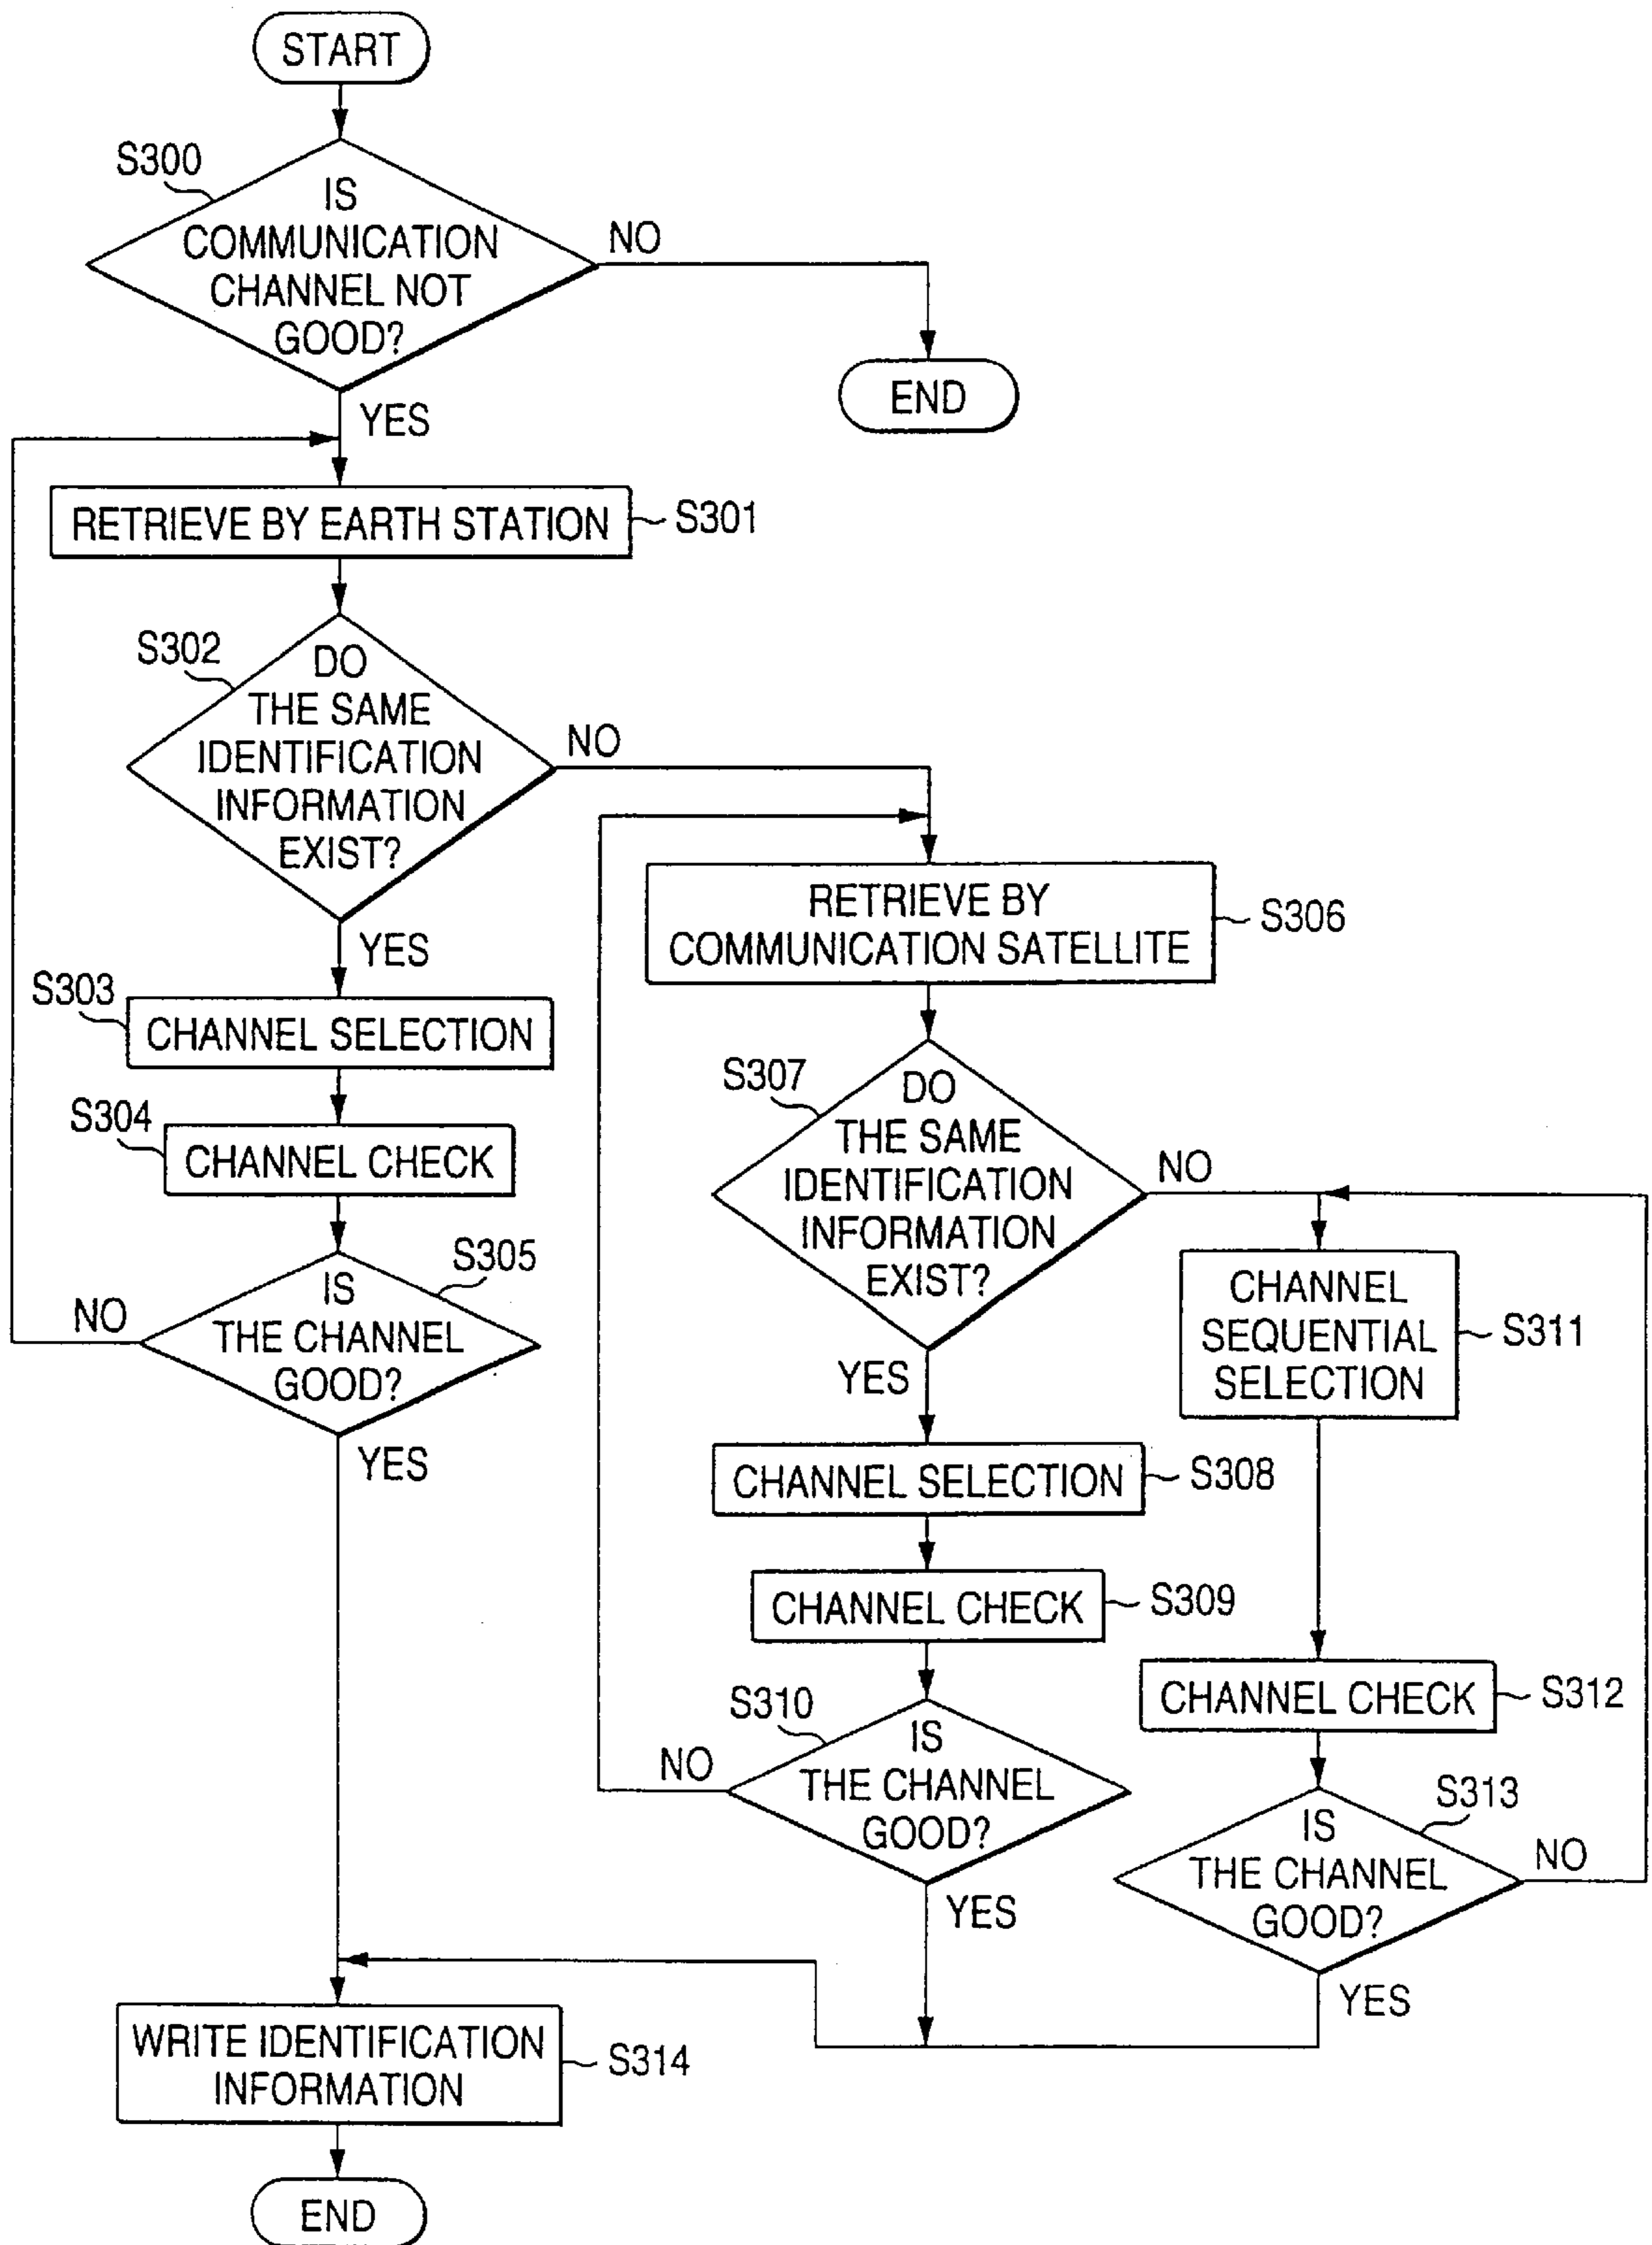 START
S300
IS
COMMUNICATION
CHANNEL NOT
GOOD?
NO
END
YES
RETRIEVE BY EARTH STATION
S301
S302
DO
THE SAME
IDENTIFICATION
INFORMATION
EXIST?
NO
YES
S303
CHANNEL SELECTION
S304
CHANNEL CHECK
S305
IS
THE CHANNEL
GOOD?
NO
YES
RETRIEVE BY
COMMUNICATION SATELLITE
S306
S307
DO
THE SAME
IDENTIFICATION
INFORMATION
EXIST?
NO
YES
CHANNEL SELECTION
S308
CHANNEL CHECK
S309
S310
IS
THE CHANNEL
GOOD?
NO
YES
CHANNEL
SEQUENTIAL
SELECTION
S311
CHANNEL CHECK
S312
S313
IS
THE CHANNEL
GOOD?
NO
YES
WRITE IDENTIFICATION
INFORMATION
S314
END